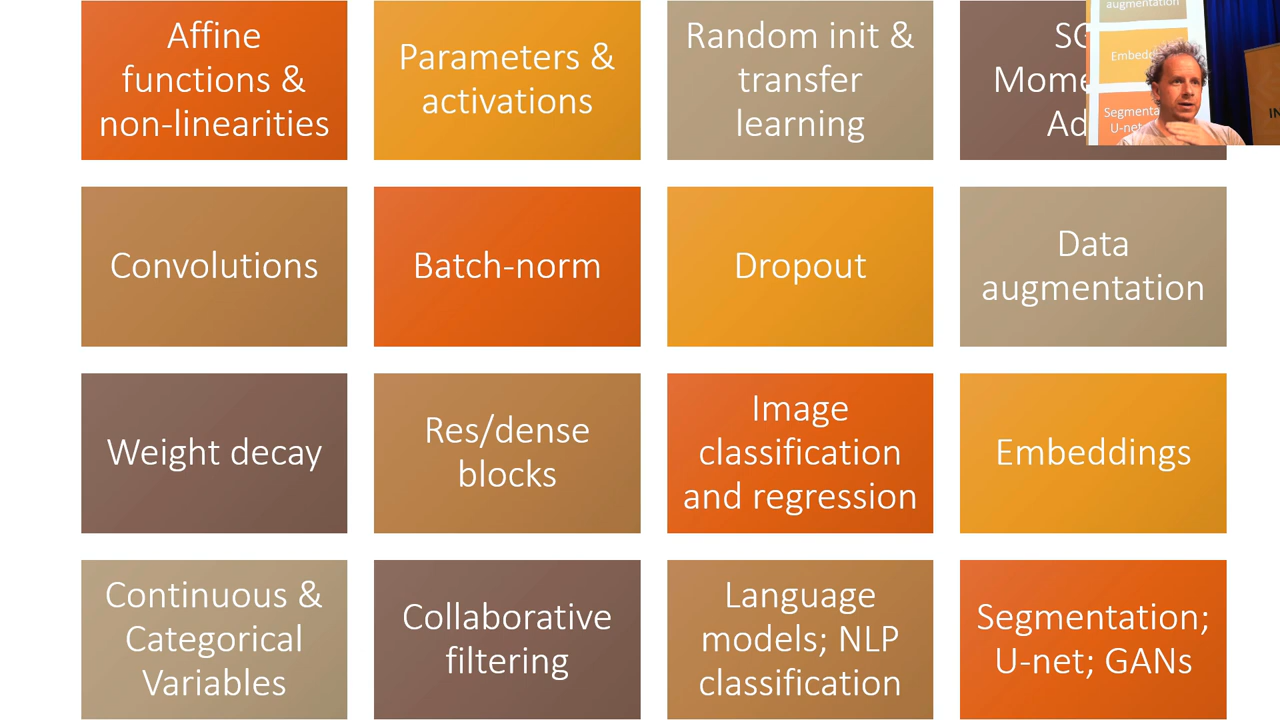 Affine
functions &
non-linearities
Parameters &
activations
Random init &
transfer
learning
Convolutions
Batch-norm
Dropout
Data
augmentation
Weight decay
Res/dense
blocks
Image
classification
and regression
Embeddings
Continuous &
Categorical
Variables
Collaborative
filtering
Language
models; NLP
classification
Segmentation;
U-net; GANs
augmentation
U-net